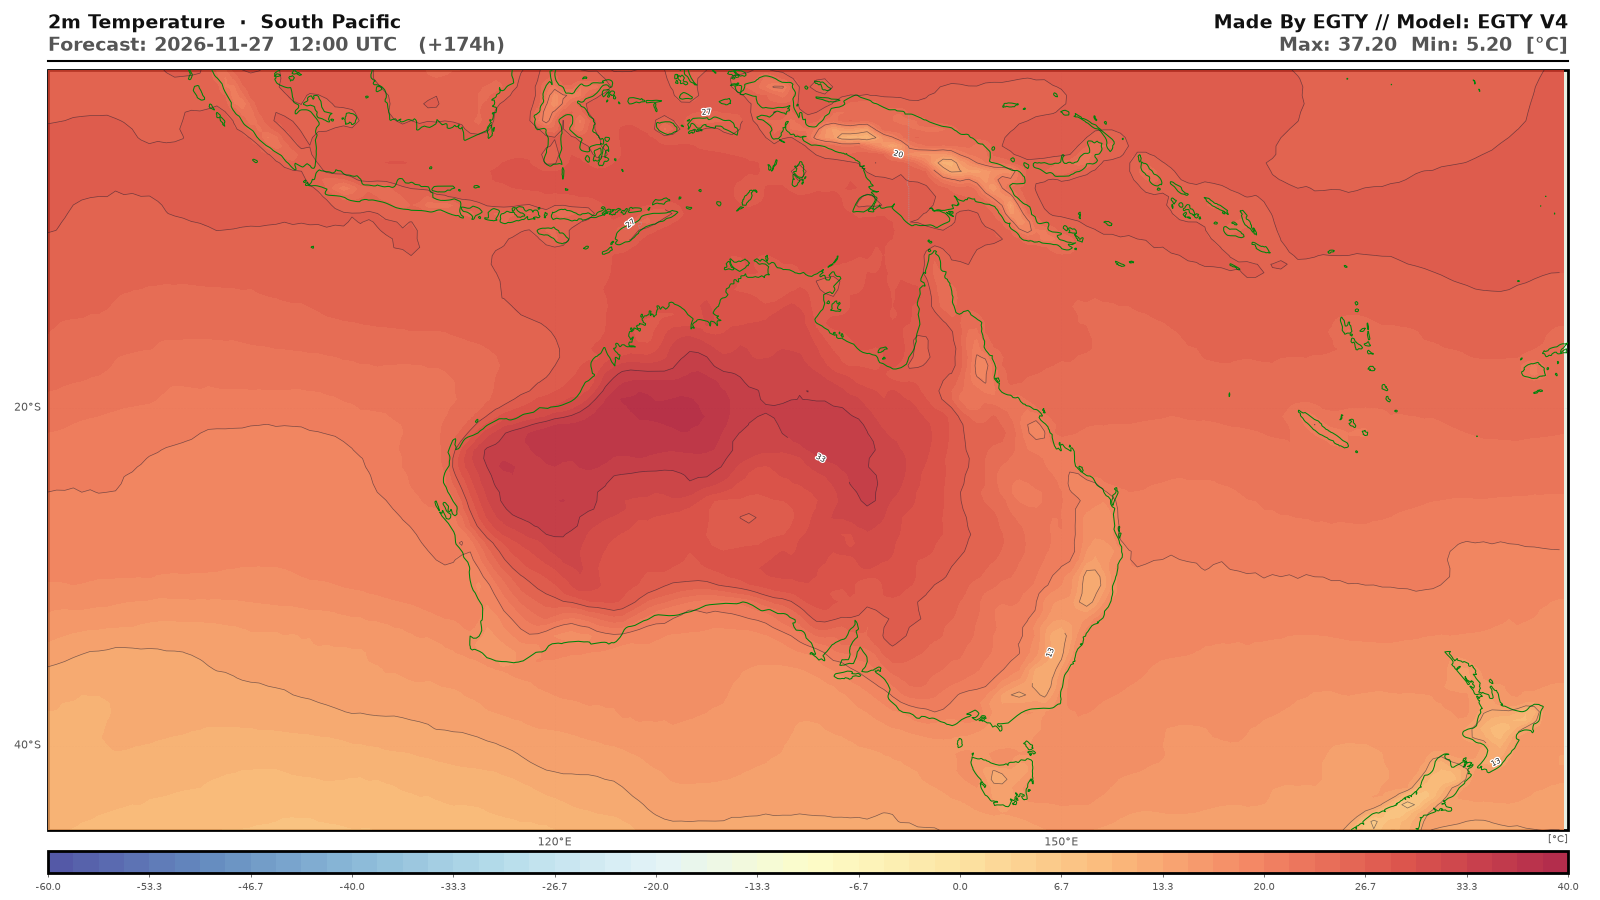 2m Temperature · South Pacific
Made By EGTY // Model: EGTY V4
Forecast: 2026-11-27 12:00 UTC (+174h)
Max: 37.20 Min: 5.20 [°C]
27
20
27
20°S
33
13
40°S
13
120°E
150°E
[°C]
-60.0 -53.3 -46.7 -40.0 -33.3 -26.7 -20.0 -13.3 -6.7 0.0 6.7 13.3 20.0 26.7 33.3 40.0